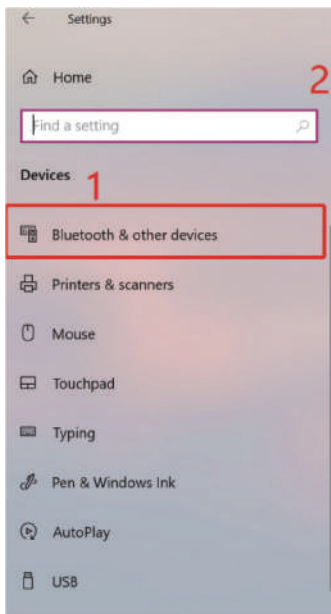 Settings
Home
2
Find a setting
Devices
1
Bluetooth & other devices
Printers & scanners
Mouse
Touchpad
Typing
Pen & Windows Ink
AutoPlay
USB